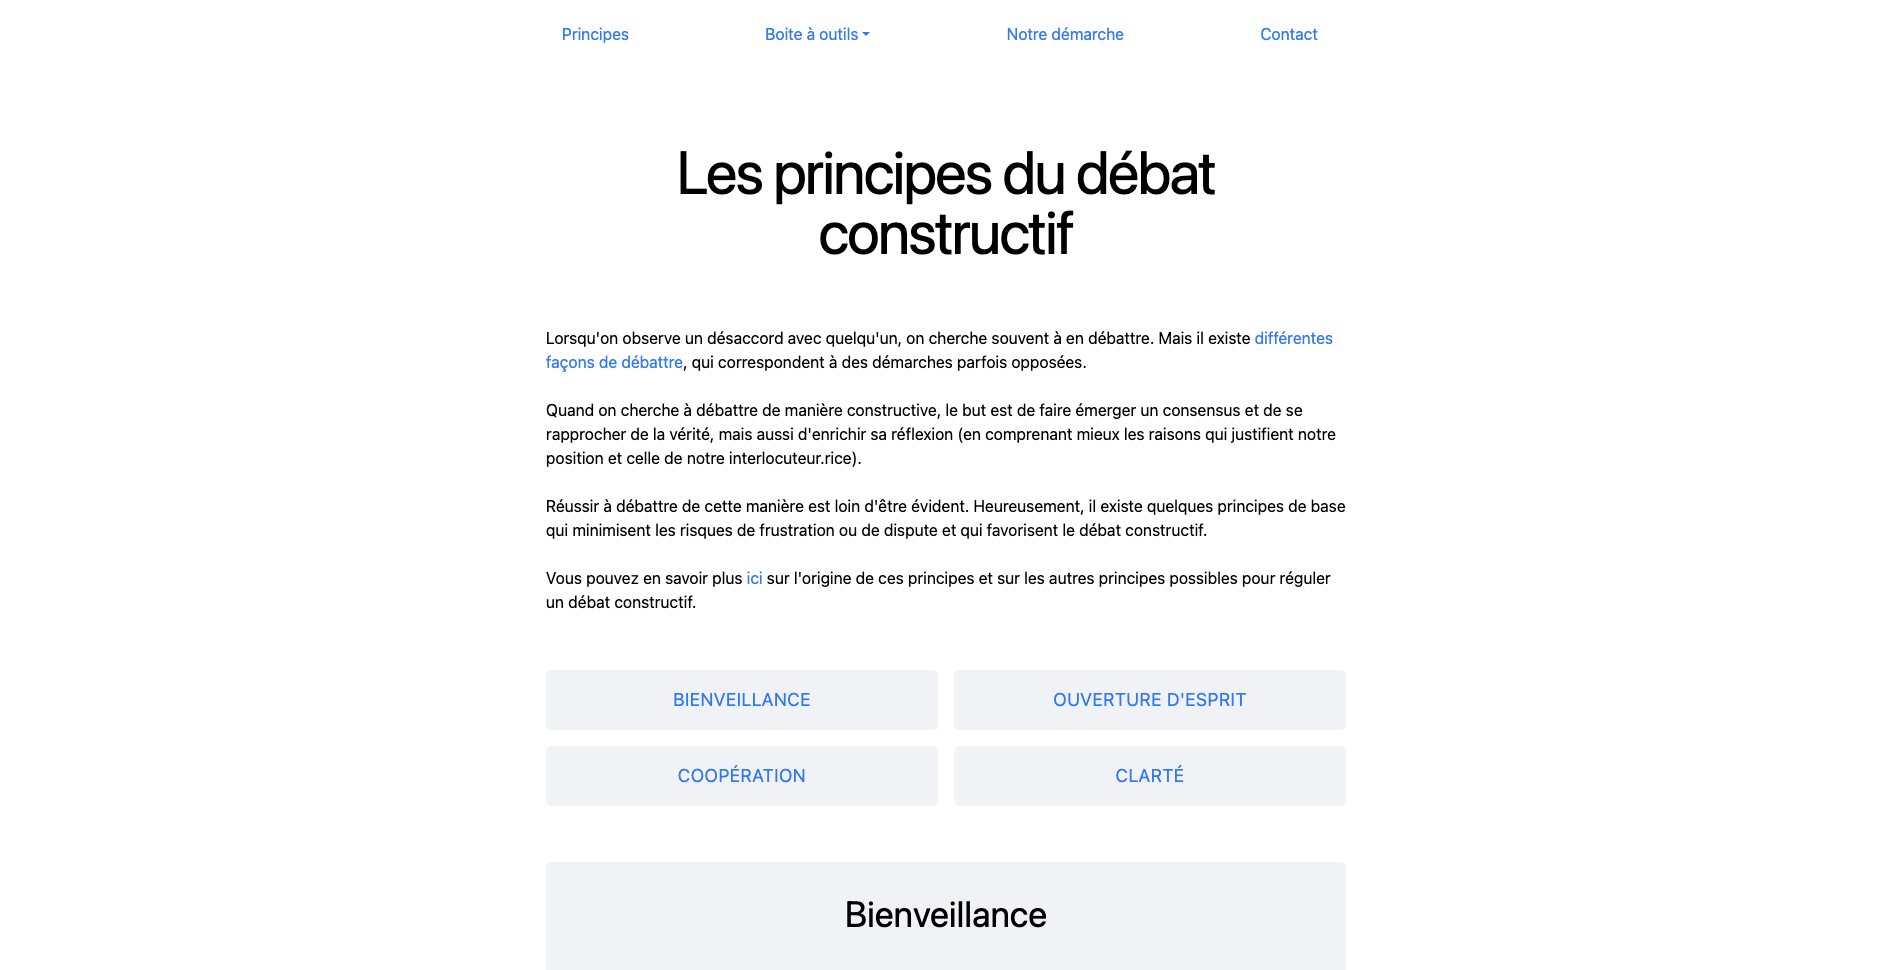 Principes
Boite à outils
Notre démarche
Contact
Les principes du débat
constructif
Lorsqu'on observe un désaccord avec quelqu'un, on cherche souvent à en débattre. Mais il existe différentes
façons de débattre, qui correspondent à des démarches parfois opposées.
Quand on cherche à débattre de manière constructive, le but est de faire émerger un consensus et de se
rapprocher de la vérité, mais aussi d'enrichir sa réflexion (en comprenant mieux les raisons qui justifient notre
position et celle de notre interlocuteur.rice).
Réussir à débattre de cette manière est loin d'être évident. Heureusement, il existe quelques principes de base
qui minimisent les risques de frustration ou de dispute et qui favorisent le débat constructif.
Vous pouvez en savoir plus ici sur l'origine de ces principes et sur les autres principes possibles pour réguler
un débat constructif.
BIENVEILLANCE
OUVERTURE D'ESPRIT
COOPÉRATION
CLARTÉ
Bienveillance